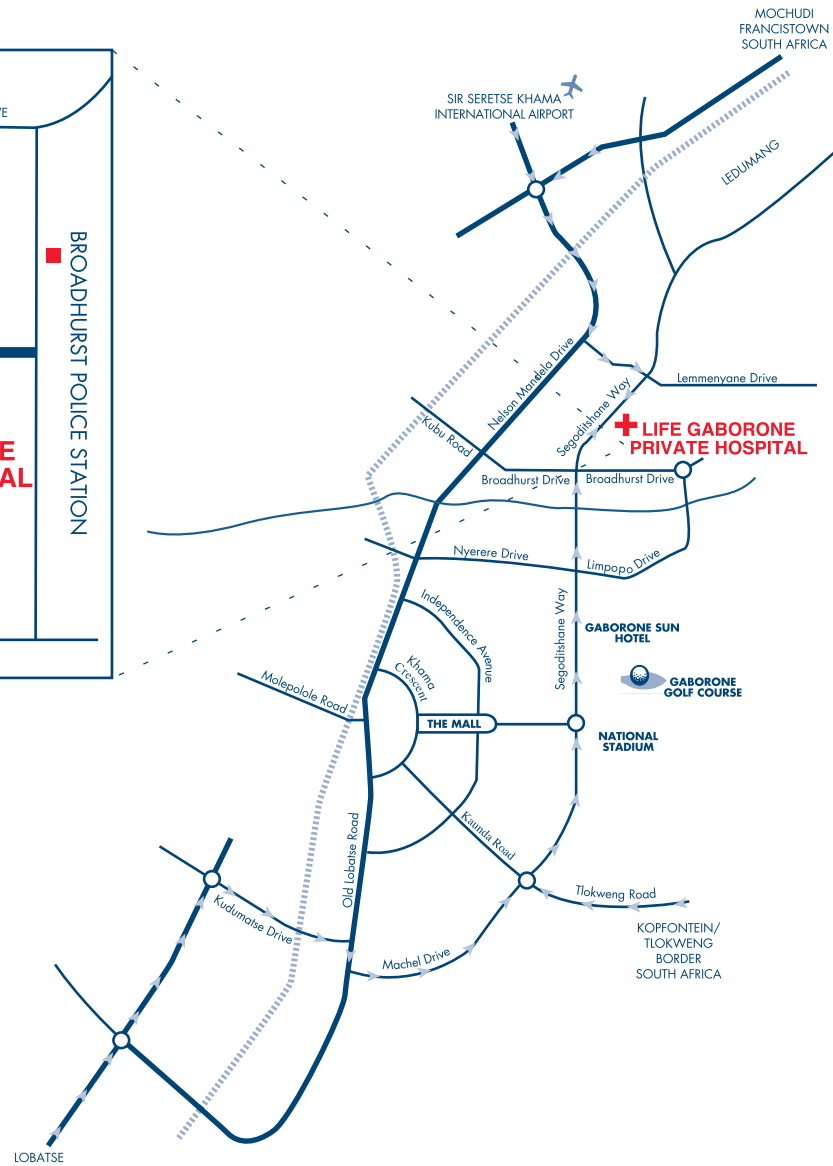 MOCHUDI
FRANCISTOWN
SOUTH AFRICA
SIR SERETSE KHAMA
INTERNATIONAL AIRPORT
LEDUMANG
BROADHURST POLICE STATION
Nelson Mandela Drive
Lemmenyane Drive
Segoditshane Way
Kubu Road
LIFE GABORONE
PRIVATE HOSPITAL
Broadhurst Drive
Broadhurst Drive
Nyerere Drive
Limpopo Drive
Independence Avenue
Segoditshane Way
GABORONE SUN
HOTEL
Khama
Crescent
Molepolole Road
GABORONE
GOLF COURSE
THE MALL
NATIONAL
STADIUM
Old Lobatse Road
Kaunda Road
Kudumatse Drive
Tlokweng Road
Machel Drive
KOPFONTEIN/
TLOKWENG
BORDER
SOUTH AFRICA
LOBATSE